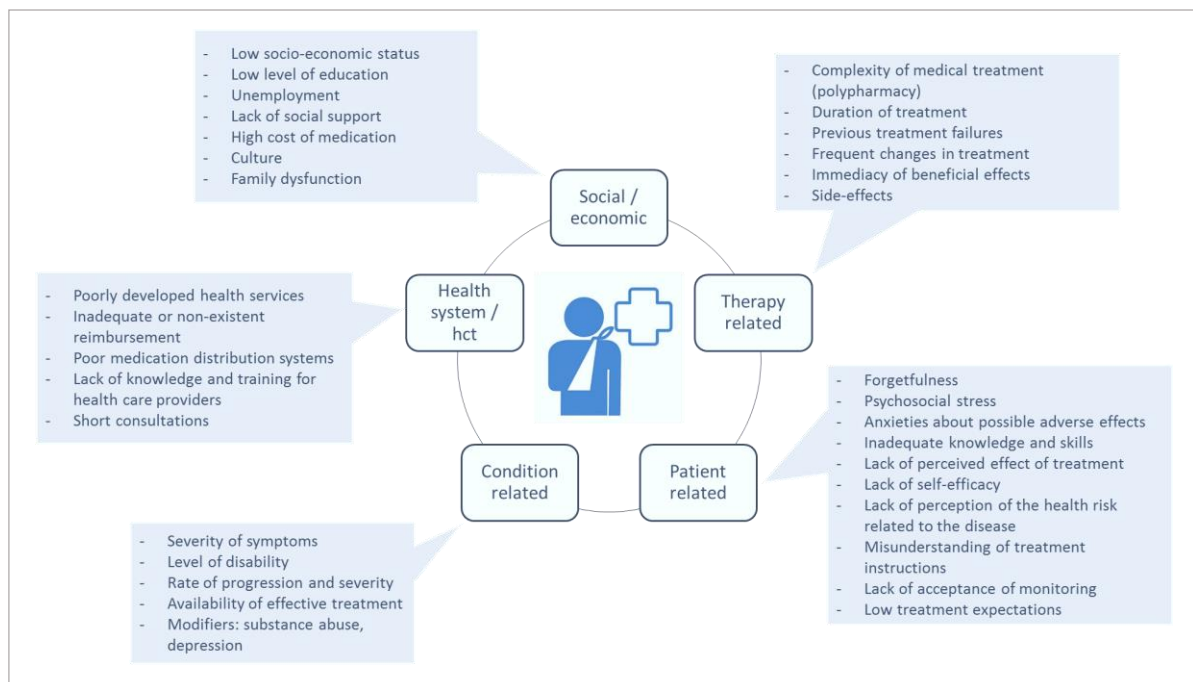 - Low socio-economic status
- Low level of education
- Unemployment
- Lack of social support
- High cost of medication
- Culture
- Family dysfunction
- Complexity of medical treatment
(polypharmacy)
- Duration of treatment
- Previous treatment failures
- Frequent changes in treatment
- Immediacy of beneficial effects
- Side-effects
Social /
economic
Health
system /
hct
Therapy
related
- Poorly developed health services
- Inadequate or non-existent
reimbursement
- Poor medication distribution systems
- Lack of knowledge and training for
health care providers
- Short consultations
- Forgetfulness
- Psychosocial stress
- Anxieties about possible adverse effects
- Inadequate knowledge and skills
- Lack of perceived effect of treatment
- Lack of self-efficacy
- Lack of perception of the health risk
related to the disease
- Misunderstanding of treatment
instructions
- Lack of acceptance of monitoring
- Low treatment expectations
Condition
related
Patient
related
- Severity of symptoms
- Level of disability
- Rate of progression and severity
- Availability of effective treatment
- Modifiers: substance abuse,
depression